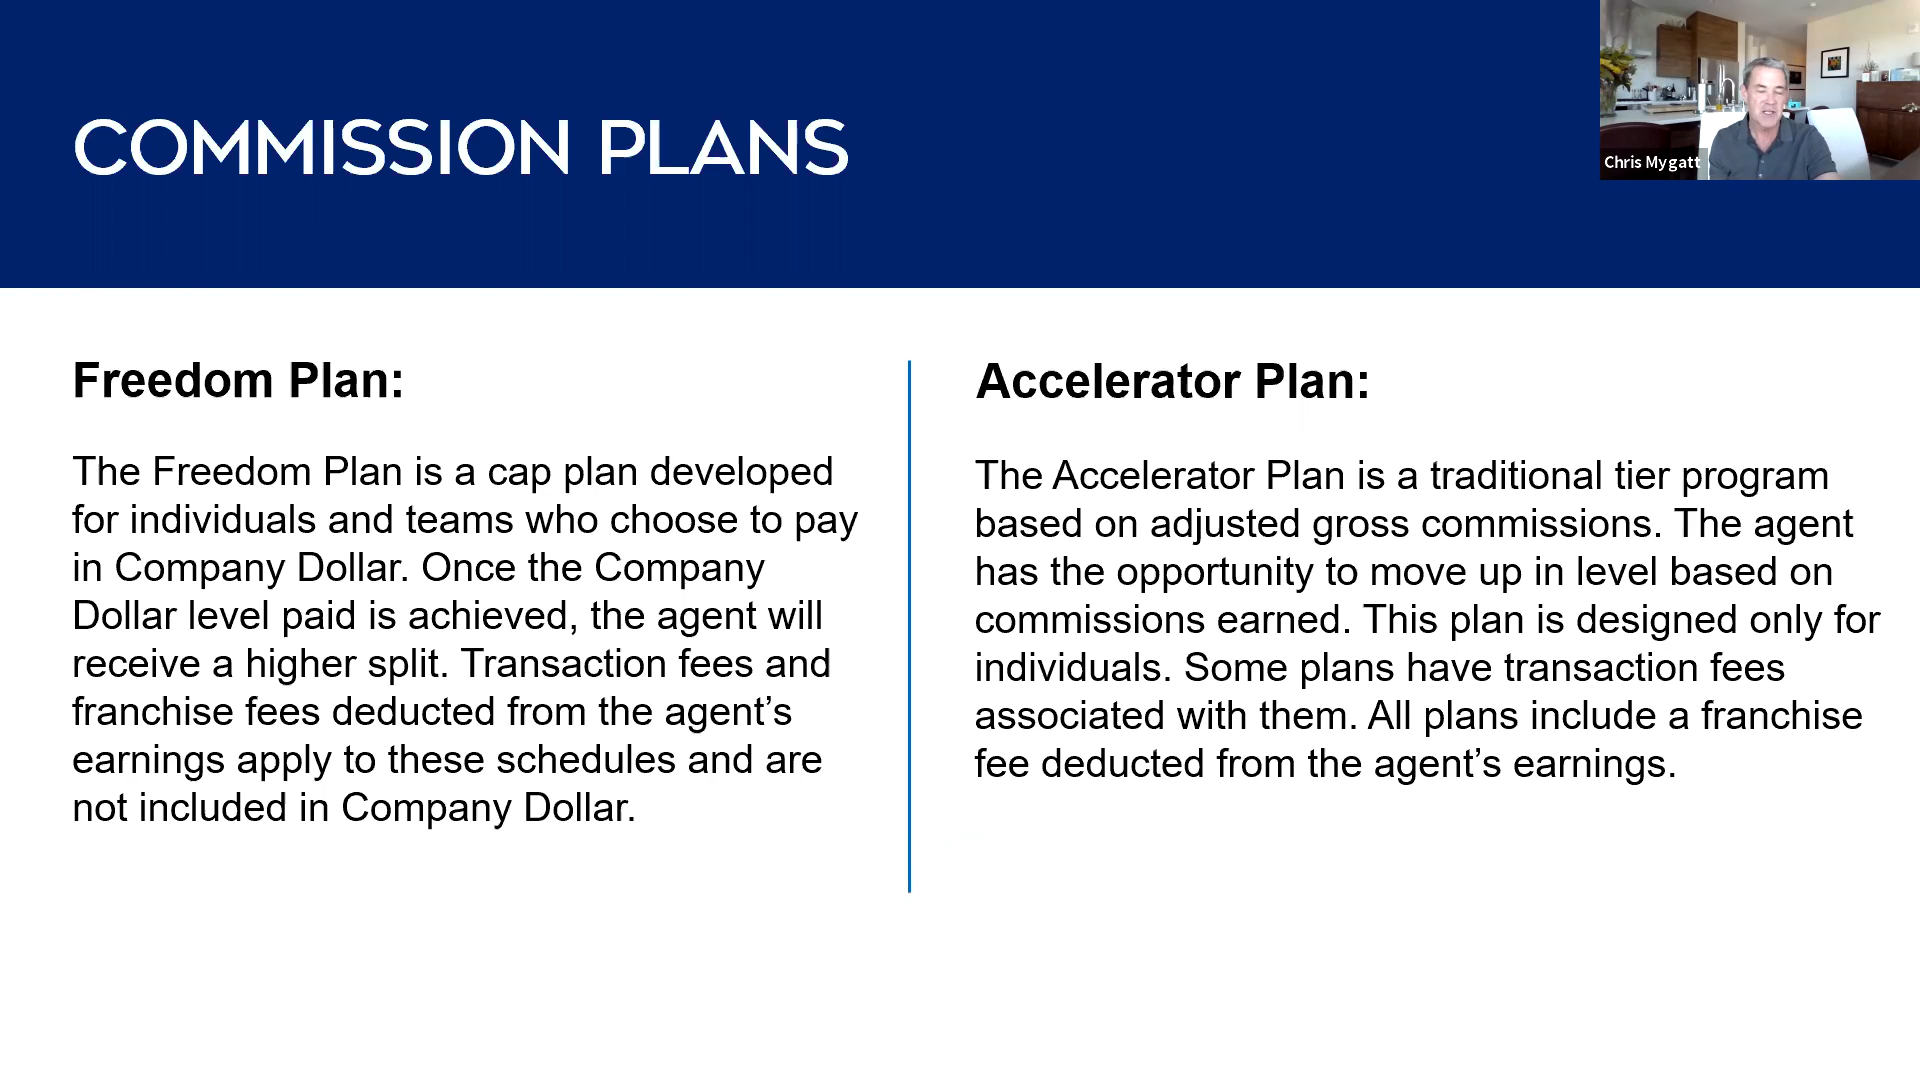 COMMISSION PLANS
Chris Mygatt
Freedom Plan:
The Freedom Plan is a cap plan developed
for individuals and teams who choose to pay
in Company Dollar. Once the Company
Dollar level paid is achieved, the agent will
receive a higher split. Transaction fees and
franchise fees deducted from the agent’s
earnings apply to these schedules and are
not included in Company Dollar.
Accelerator Plan:
The Accelerator Plan is a traditional tier program
based on adjusted gross commissions. The agent
has the opportunity to move up in level based on
commissions earned. This plan is designed only for
individuals. Some plans have transaction fees
associated with them. All plans include a franchise
fee deducted from the agent’s earnings.